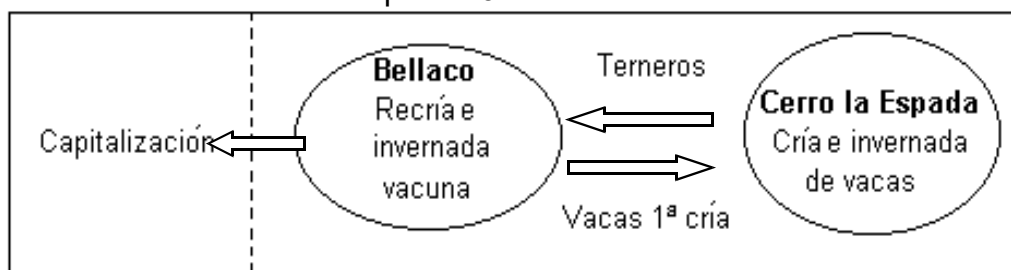 Capitalización
Bellaco
Recría e
invernada
vacuna
Terneros
Vacas 1ª cría
Cerro la Espada
Cría e invernada
de vacas